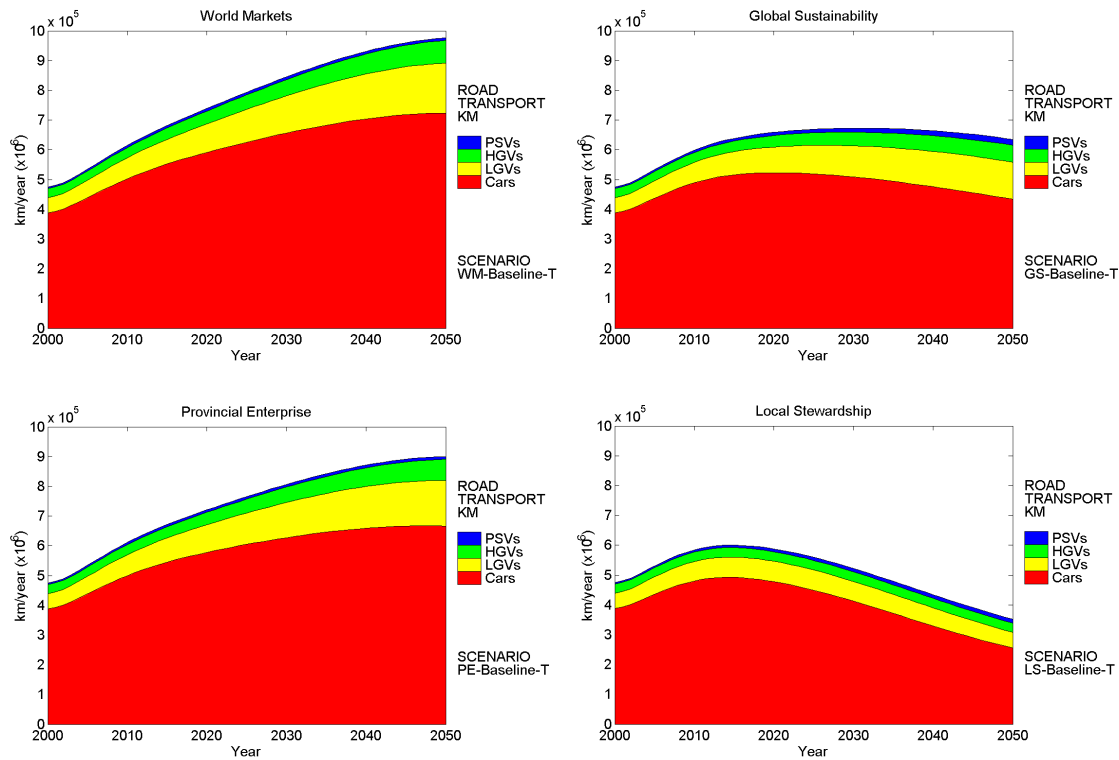 World Markets
x 10^5
10
9
8
7
6
5
4
3
2
1
0
km/year (x10^6)
2000 2010 2020 2030 2040 2050
Year
ROAD
TRANSPORT
KM
PSVs
HGVs
LGVs
Cars
SCENARIO
WM-Baseline-T
Global Sustainability
x 10^5
10
9
8
7
6
5
4
3
2
1
0
km/year (x10^6)
2000 2010 2020 2030 2040 2050
Year
ROAD
TRANSPORT
KM
PSVs
HGVs
LGVs
Cars
SCENARIO
GS-Baseline-T
Provincial Enterprise
x 10^5
10
9
8
7
6
5
4
3
2
1
0
km/year (x10^6)
2000 2010 2020 2030 2040 2050
Year
ROAD
TRANSPORT
KM
PSVs
HGVs
LGVs
Cars
SCENARIO
PE-Baseline-T
Local Stewardship
x 10^5
10
9
8
7
6
5
4
3
2
1
0
km/year (x10^6)
2000 2010 2020 2030 2040 2050
Year
ROAD
TRANSPORT
KM
PSVs
HGVs
LGVs
Cars
SCENARIO
LS-Baseline-T